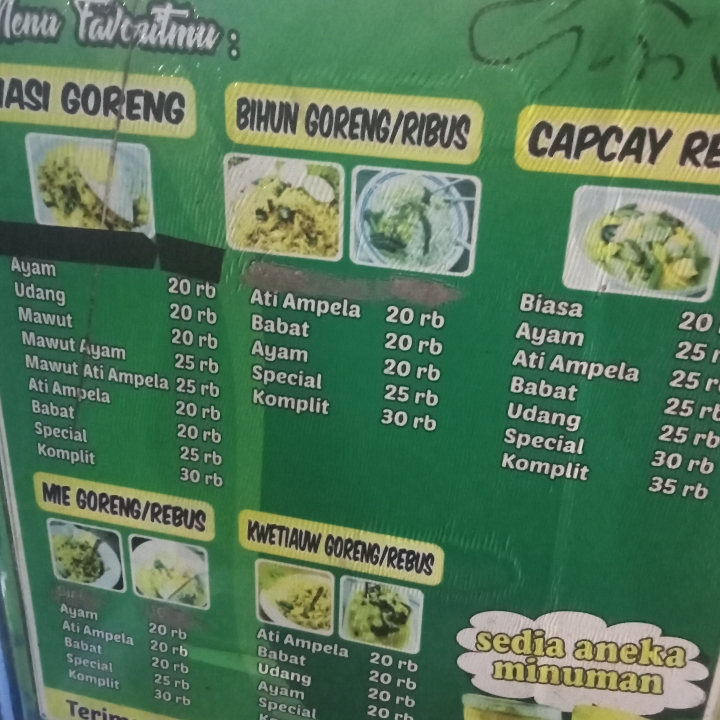 Menu Favoritmu :
NASI GORENG
Ayam 20 rb
Udang 20 rb
Mawut 20 rb
Mawut Ayam 25 rb
Mawut Ati Ampela 25 rb
Ati Ampela 20 rb
Babat 20 rb
Special 25 rb
Komplit 30 rb
BIHUN GORENG/RIBUS
Ati Ampela 20 rb
Babat 20 rb
Ayam 20 rb
Special 25 rb
Komplit 30 rb
CAPCAY RE
Biasa 20
Ayam 25 r
Ati Ampela 25 r
Babat 25 rb
Udang 25 rb
Special 30 rb
Komplit 35 rb
MIE GORENG/REBUS
Ayam 20 rb
Ati Ampela 20 rb
Babat 20 rb
Special 25 rb
Komplit 30 rb
KWETIAUW GORENG/REBUS
Ati Ampela 20 rb
Babat 20 rb
Udang 20 rb
Ayam 20 rb
Special
sedia aneka
minuman